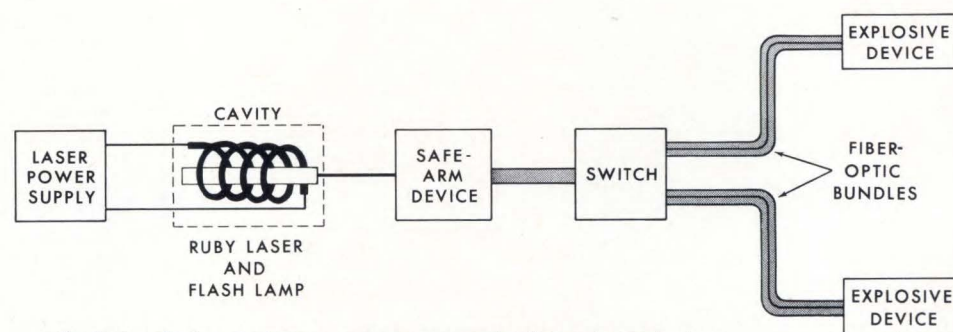 LASER
POWER
SUPPLY
CAVITY
RUBY LASER
AND
FLASH LAMP
SAFE-
ARM
DEVICE
SWITCH
EXPLOSIVE
DEVICE
FIBER-
OPTIC
BUNDLES
EXPLOSIVE
DEVICE